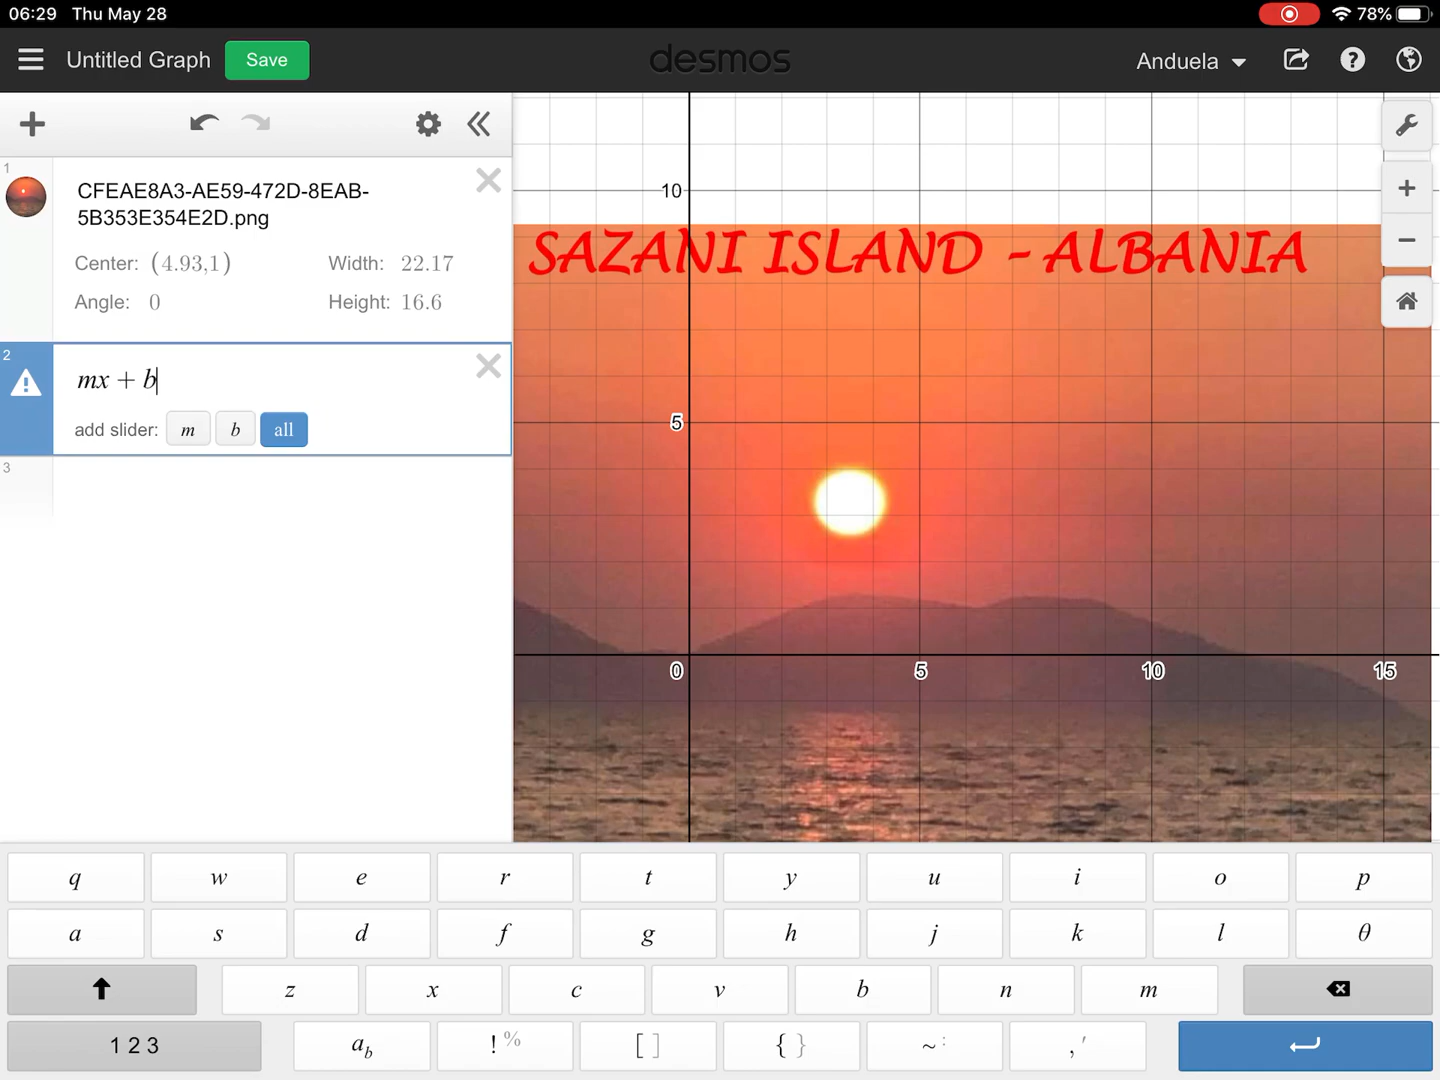 06:29 Thu May 28
78%
Untitled Graph Save desmos Anduela
1
CFEAE8A3-AE59-472D-8EAB-
5B353E354E2D.png
Center: (4.93,1) Width: 22.17
Angle: 0 Height: 16.6
2
mx + b
add slider: m b all
3
10
SAZANI ISLAND - ALBANIA
5
0 5 10 15
q w e r t y u i o p
a s d f g h j k l θ
z x c v b n m
1 2 3 a_b ! % [ ] { } ~ : , '